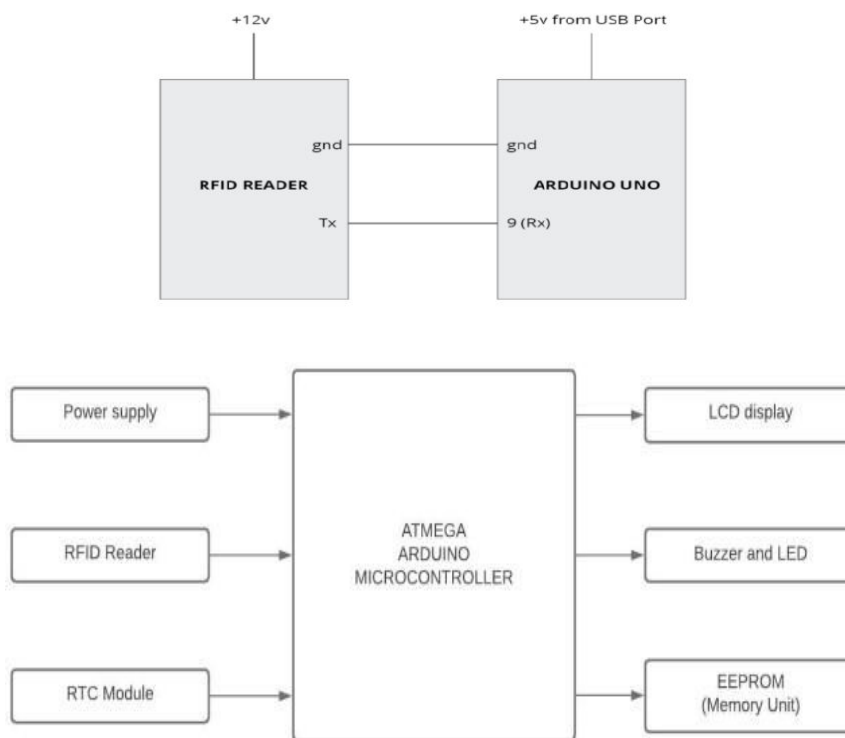 +12v
+5v from USB Port
gnd
gnd
RFID READER
ARDUINO UNO
Tx
9 (Rx)
Power supply
LCD display
ATMEGA
ARDUINO
MICROCONTROLLER
RFID Reader
Buzzer and LED
RTC Module
EEPROM
(Memory Unit)